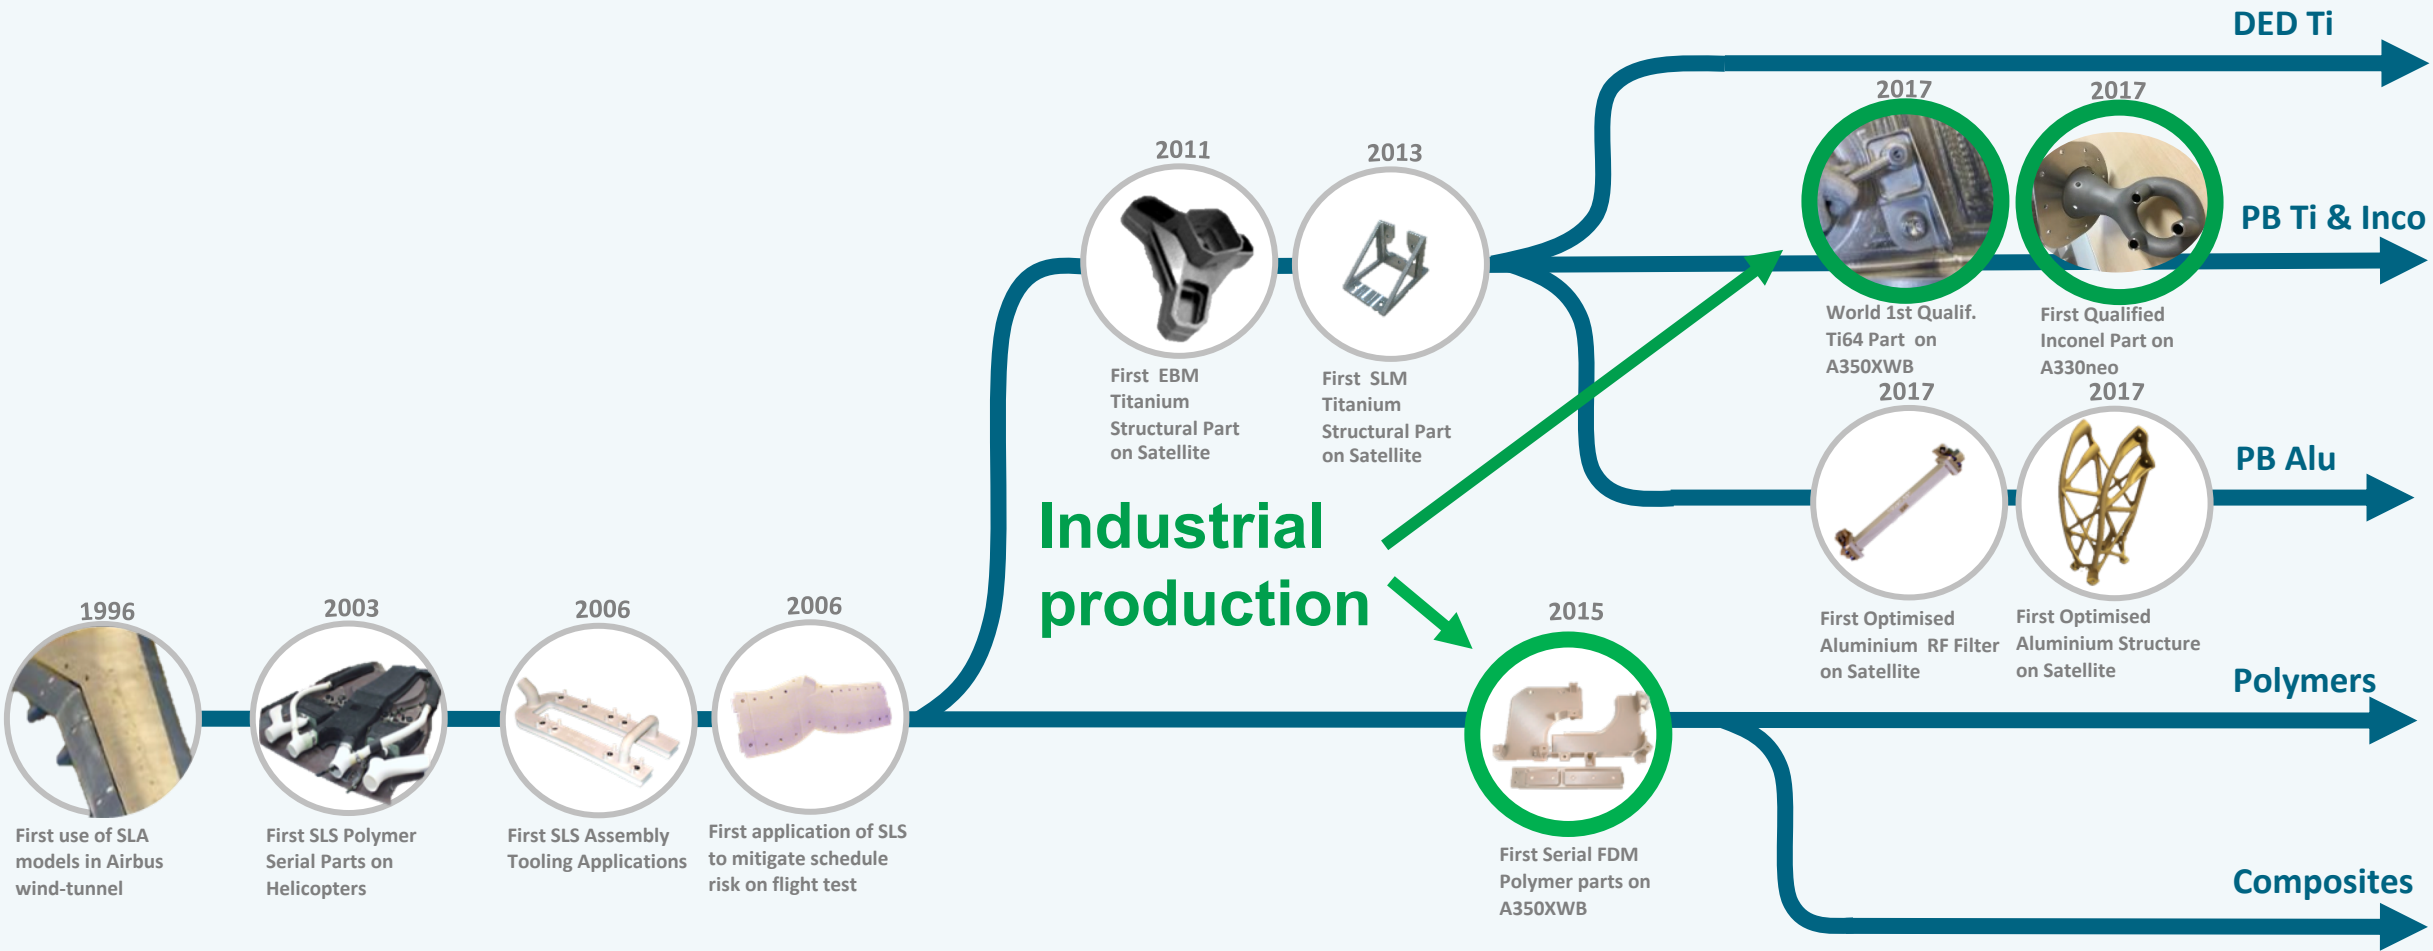 DED Ti
2017
2017
World 1st Qualif.
Ti64 Part on
A350XWB
First Qualified
Inconel Part on
A330neo
PB Ti & Inco
2011
First EBM
Titanium
Structural Part
on Satellite
2013
First SLM
Titanium
Structural Part
on Satellite
2017
First Optimised
Aluminium RF Filter
on Satellite
2017
First Optimised
Aluminium Structure
on Satellite
PB Alu
Industrial
production
1996
First use of SLA
models in Airbus
wind-tunnel
2003
First SLS Polymer
Serial Parts on
Helicopters
2006
First SLS Assembly
Tooling Applications
2006
First application of SLS
to mitigate schedule
risk on flight test
2015
First Serial FDM
Polymer parts on
A350XWB
Polymers
Composites